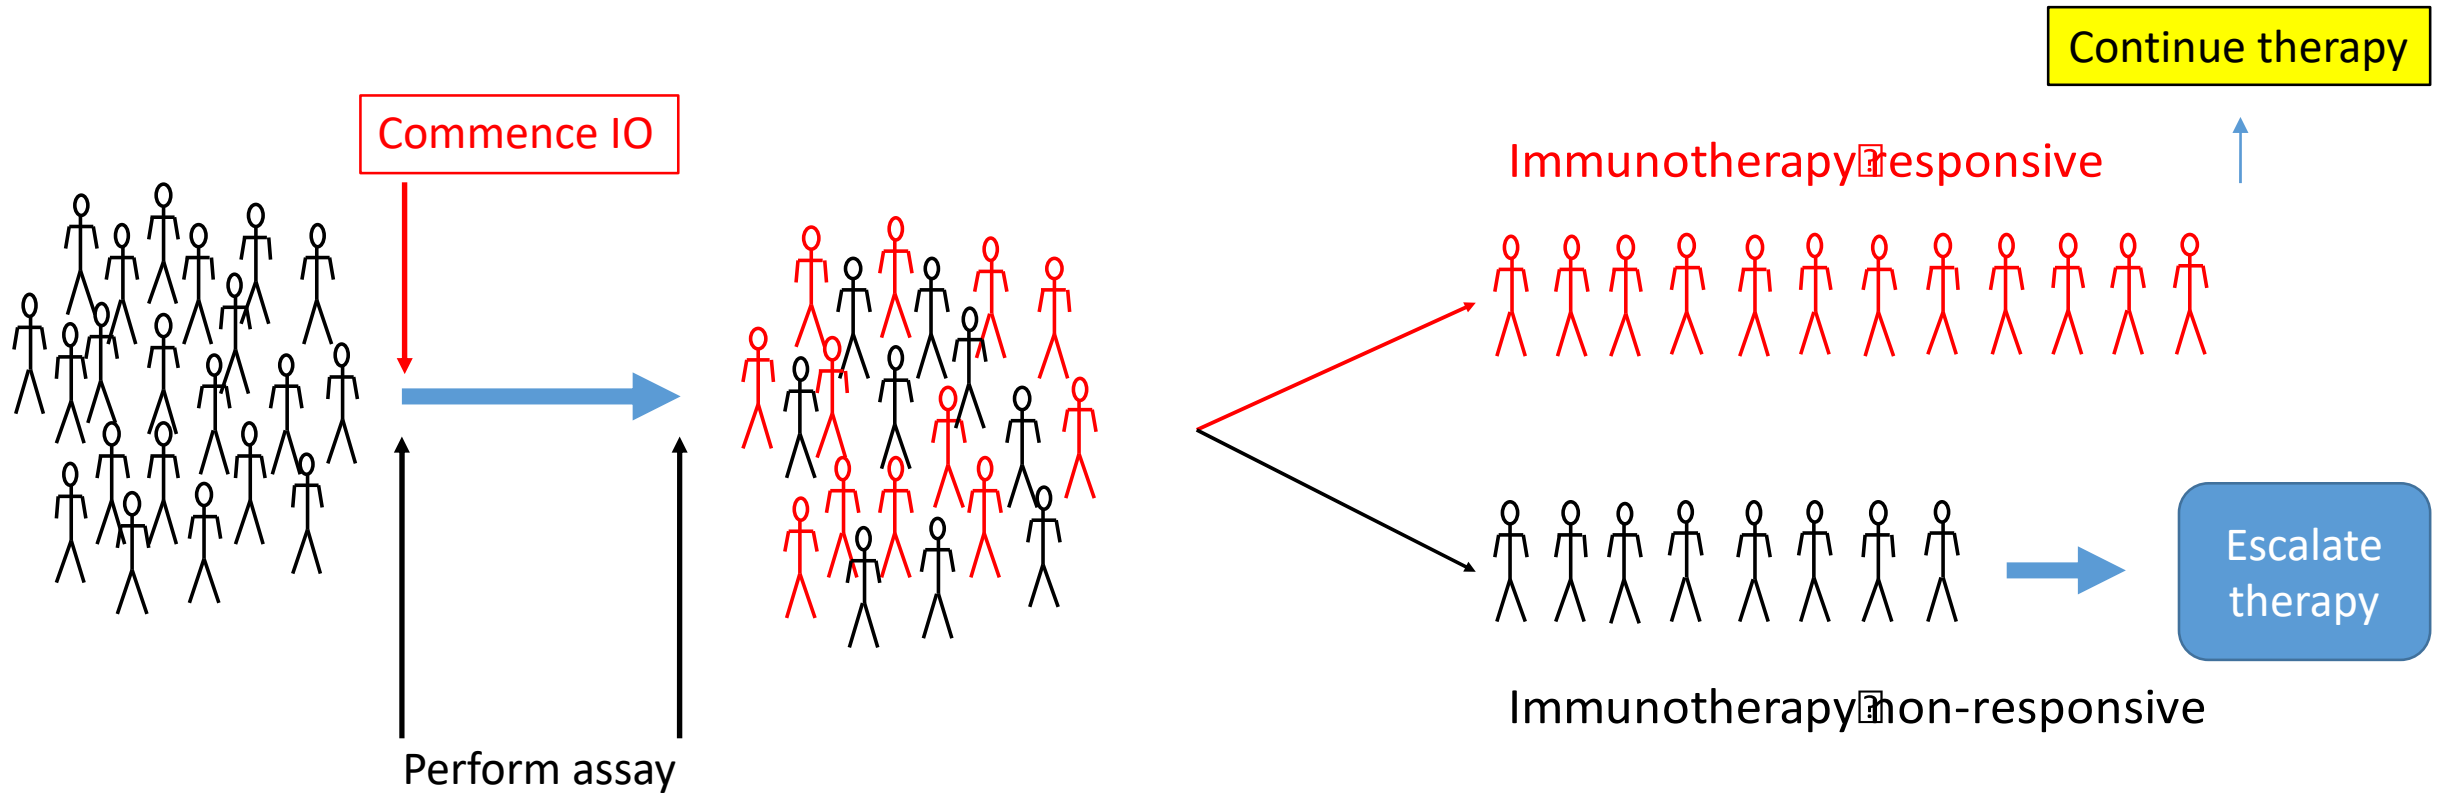 Continue therapy
Commence IO
Immunotherapy responsive
Escalate
therapy
Immunotherapy non-responsive
Perform assay